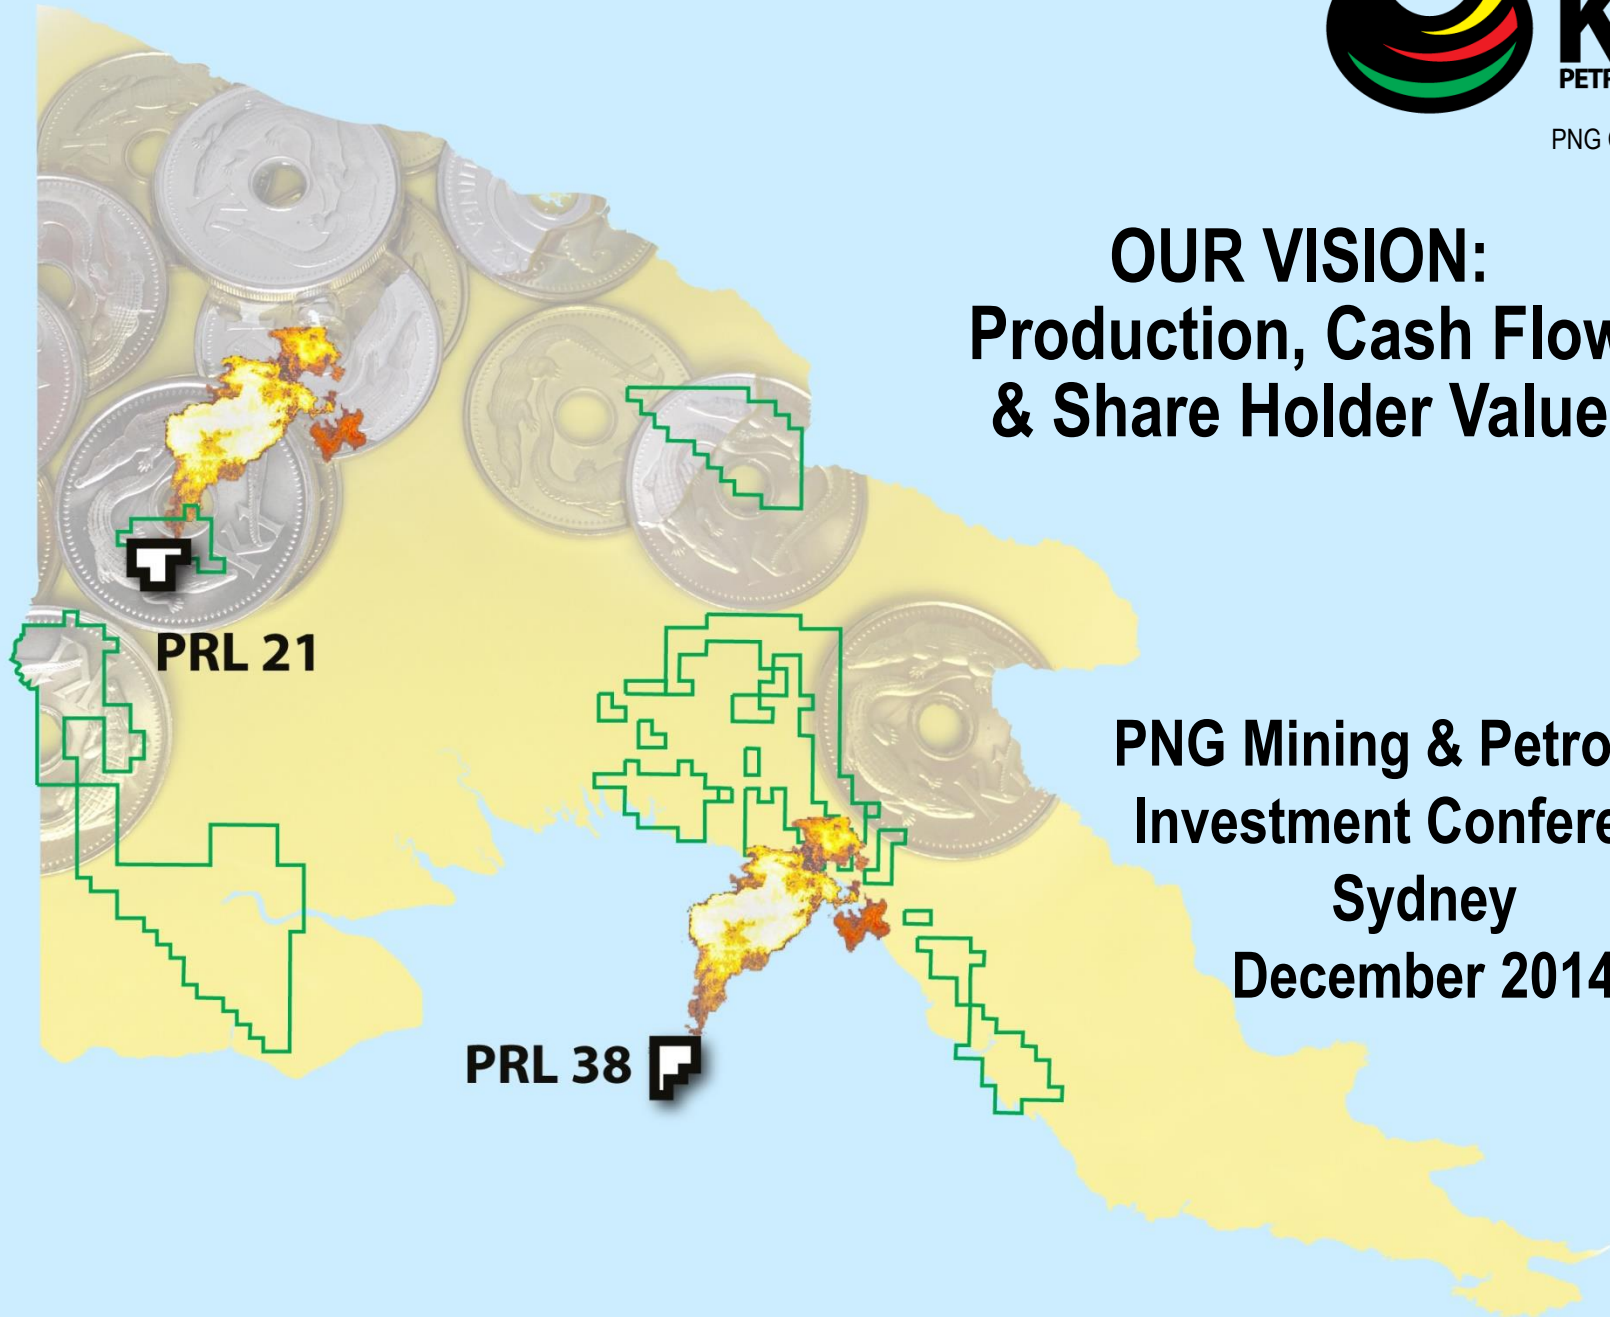 K
PETR
PNG
OUR VISION:
Production, Cash Flow
& Share Holder Value
PRL 21
PNG Mining & Petro
Investment Confere
Sydney
December 2014
PRL 38